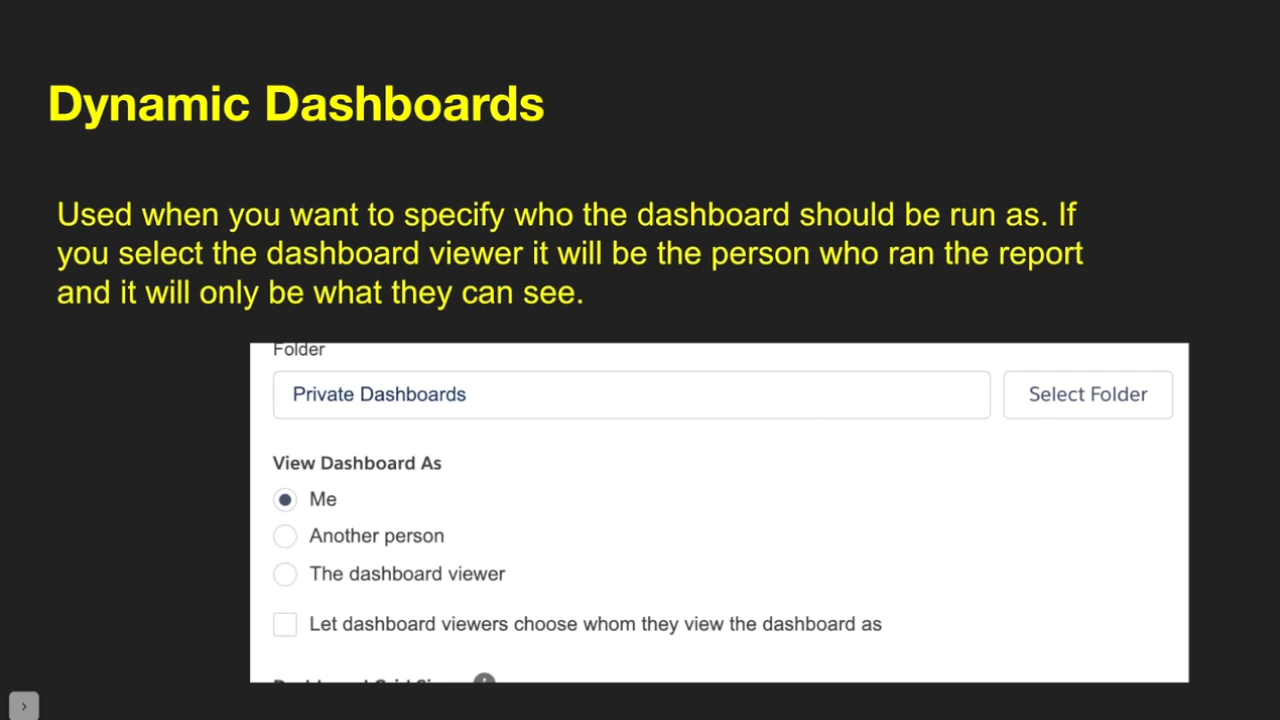 Dynamic Dashboards
Used when you want to specify who the dashboard should be run as. If
you select the dashboard viewer it will be the person who ran the report
and it will only be what they can see.
Folder
Private Dashboards
Select Folder
View Dashboard As
Me
Another person
The dashboard viewer
Let dashboard viewers choose whom they view the dashboard as